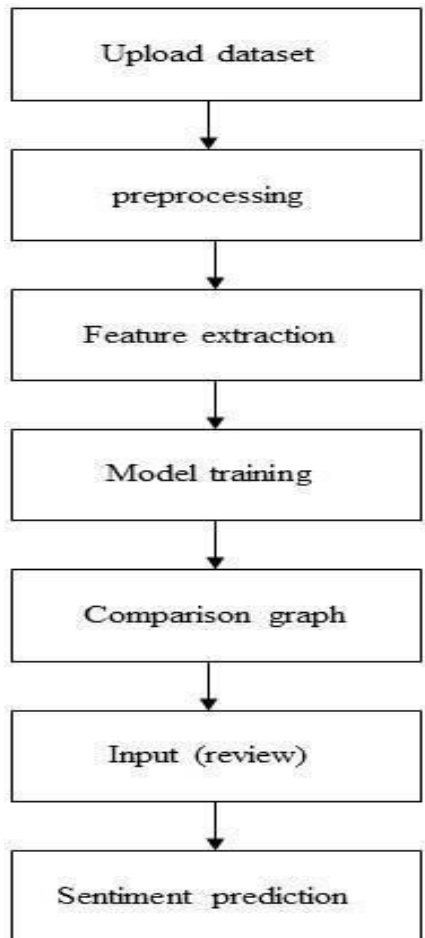 Upload dataset
preprocessing
Feature extraction
Model training
Comparison graph
Input (review)
Sentiment prediction